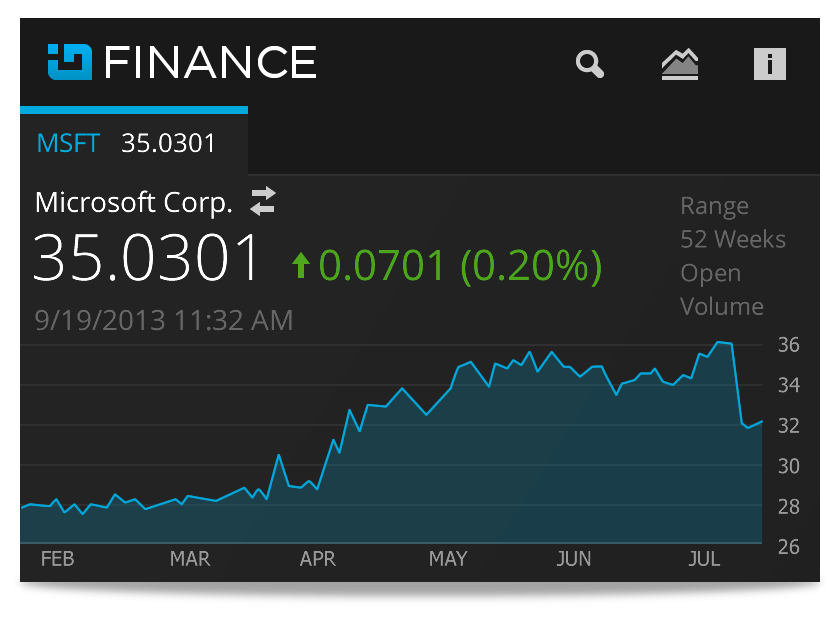 FINANCE
MSFT 35.0301
Microsoft Corp.
35.0301 0.0701 (0.20%)
9/19/2013 11:32 AM
Range
52 Weeks
Open
Volume
36
34
32
30
28
26
FEB MAR APR MAY JUN JUL